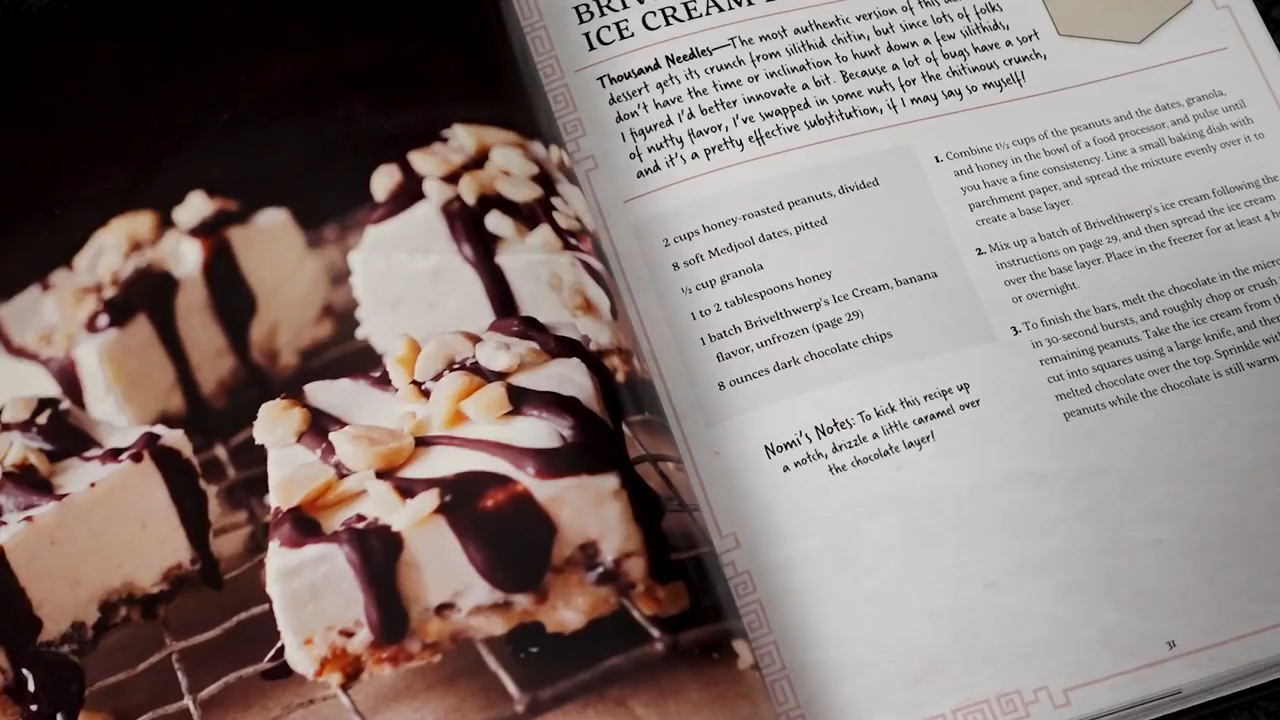 ICE CREAM
Thousand Needles—The most authentic version of this
dessert gets its crunch from silithid chitin, but since lots of folks
don't have the time or inclination to hunt down a few silithids,
I figured I'd better innovate a bit. Because a lot of bugs have a sort
of nutty flavor, I've swapped in some nuts for the chitinous crunch,
and it's a pretty effective substitution, if I may say so myself!
2 cups honey-roasted peanuts, divided
8 soft Medjool dates, pitted
½ cup granola
1 to 2 tablespoons honey
1 batch Brivelthwerp's Ice Cream, banana
flavor, unfrozen (page 29)
8 ounces dark chocolate chips
Nomi's Notes: To kick this recipe up
a notch, drizzle a little caramel over
the chocolate layer!
1. Combine 1½ cups of the peanuts and the dates, granola,
and honey in the bowl of a food processor, and pulse until
you have a fine consistency. Line a small baking dish with
parchment paper, and spread the mixture evenly over it to
create a base layer.
2. Mix up a batch of Brivelthwerp's ice cream following the
instructions on page 29, and then spread the ice cream
over the base layer. Place in the freezer for at least 4
or overnight.
3. To finish the bars, melt the chocolate in the
in 30-second bursts, and roughly chop or crush
remaining peanuts. Take the ice cream from
cut into squares using a large knife, and
melted chocolate over the top. Sprinkle
peanuts while the chocolate is still warm
31